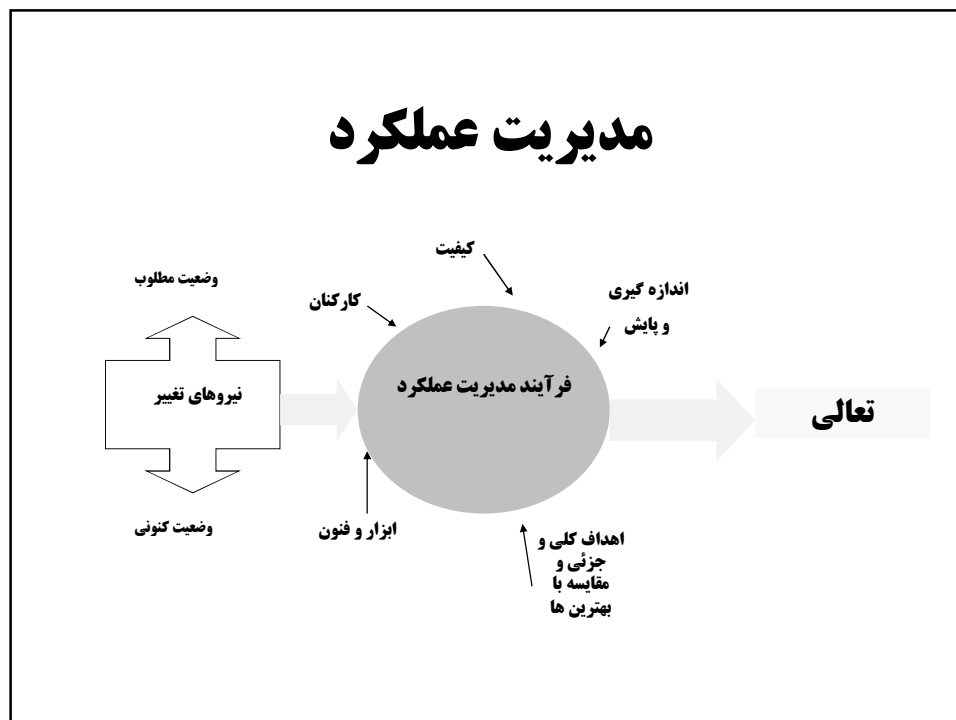 مدیریت عملکرد
کیفیت
وضعیت مطلوب
کارکنان
اندازه گیری
و پایش
نیروهای تغییر
فرآیند مدیریت عملکرد
تعالی
وضعیت کنونی
ابزار و فنون
اهداف کلی و
جزئی و
مقایسه با
بهترین ها